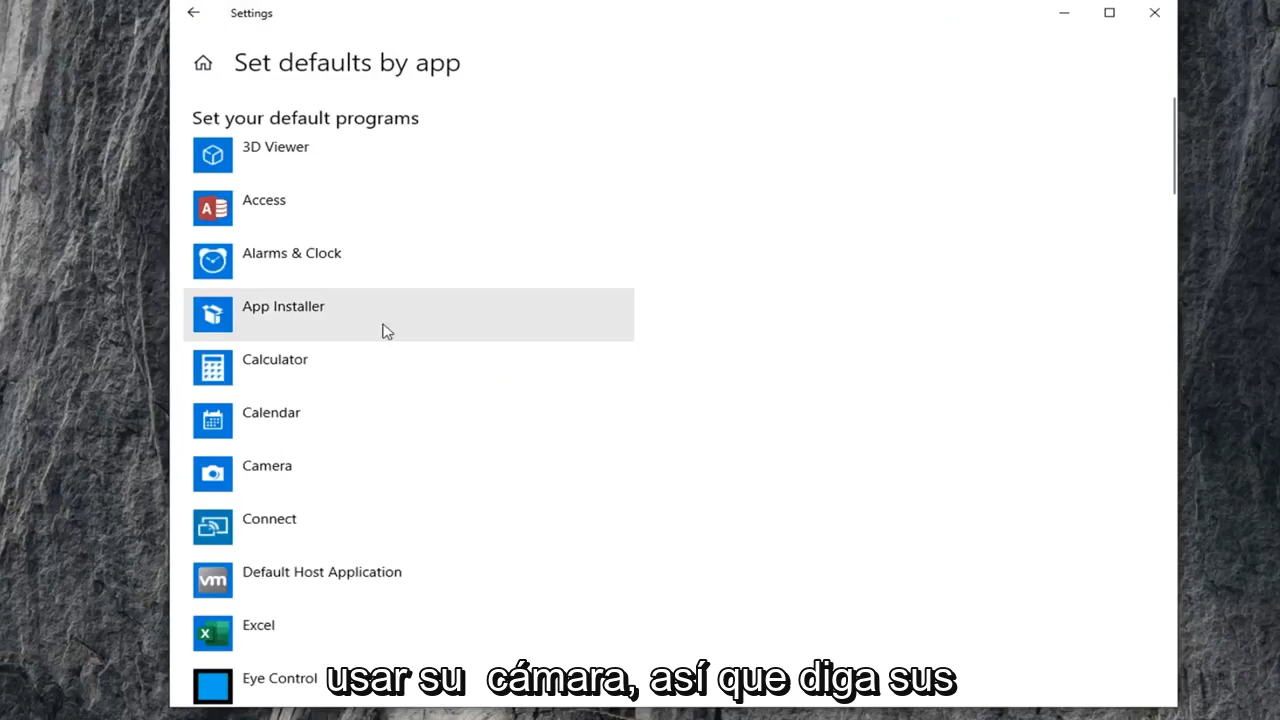 Settings
Set defaults by app
Set your default programs
3D Viewer
Access
Alarms & Clock
App Installer
Calculator
Calendar
Camera
Connect
Default Host Application
vm
Excel
Eye Control
usar su cámara, así que diga sus